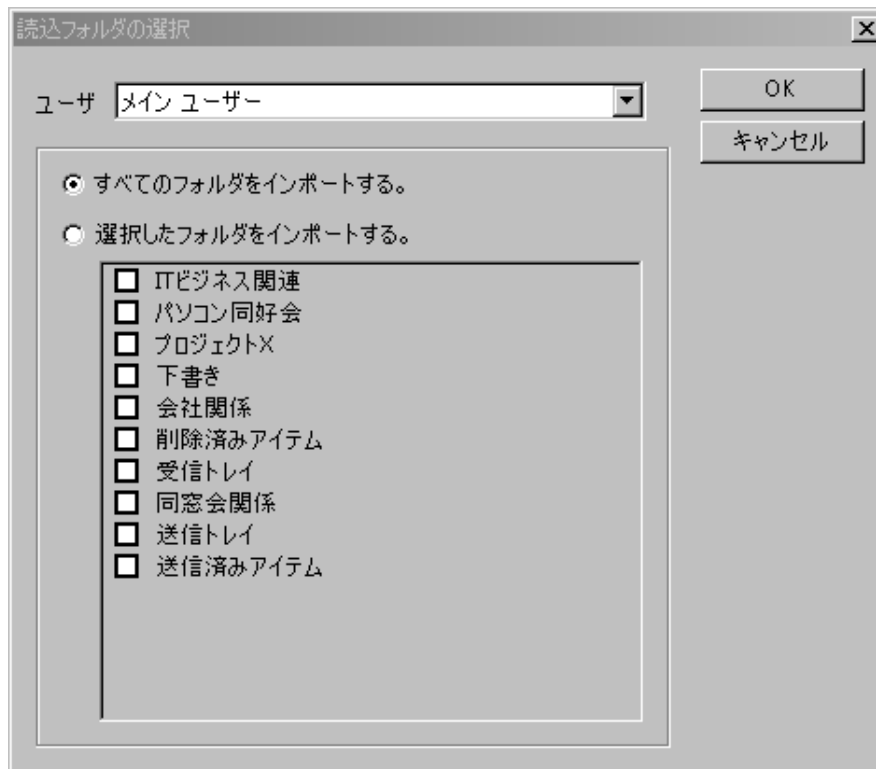 読込フォルダの選択
ユーザ メイン ユーザー
OK
キャンセル
すべてのフォルダをインポートする。
選択したフォルダをインポートする。
ITビジネス関連
パソコン同好会
プロジェクトX
下書き
会社関係
削除済みアイテム
受信トレイ
同窓会関係
送信トレイ
送信済みアイテム